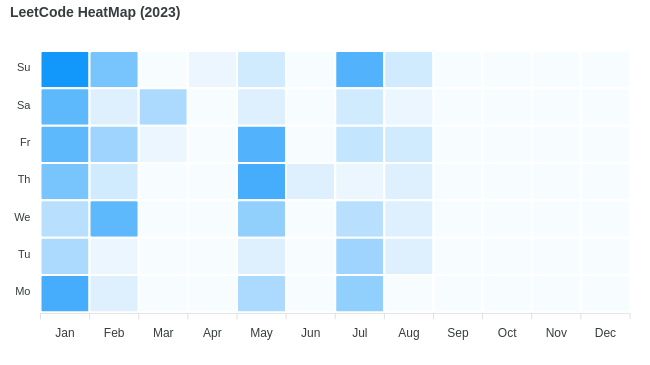 LeetCode HeatMap (2023)
Su
Sa
Fr
Th
We
Tu
Mo
Jan Feb Mar Apr May Jun Jul Aug Sep Oct Nov Dec